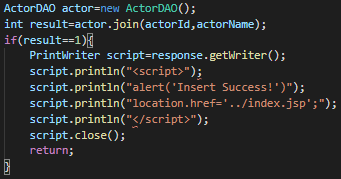 ActorDAO actor=new ActorDAO();
int result=actor.join(actorId,actorName);
if(result==1){
    PrintWriter script=response.getWriter();
    script.println("<script>");
    script.println("alert('Insert Success!')");
    script.println("location.href='../index.jsp';");
    script.println("</script>");
    script.close();
    return;
}